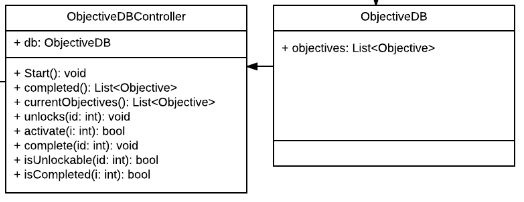 ObjectiveDBController
+ db: ObjectiveDB
+ Start(): void
+ completed(): List<Objective>
+ currentObjectives(): List<Objective>
+ unlocks(id: int): void
+ activate(i: int): bool
+ complete(id: int): void
+ isUnlockable(id: int): bool
+ isCompleted(i: int): bool
ObjectiveDB
+ objectives: List<Objective>